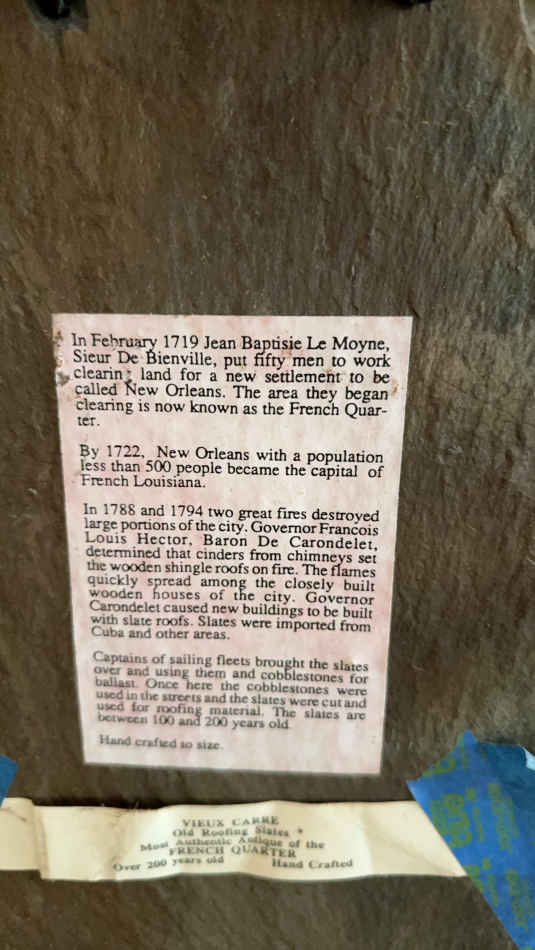 In February 1719 Jean Baptisie Le Moyne,
Sieur De Bienville, put fifty men to work
clearing land for a new settlement to be
called New Orleans. The area they began
clearing is now known as the French Quar-
ter.
By 1722, New Orleans with a population
less than 500 people became the capital of
French Louisiana.
In 1788 and 1794 two great fires destroyed
large portions of the city. Governor Francois
Louis Hector, Baron De Carondelet,
determined that cinders from chimneys set
the wooden shingle roofs on fire. The flames
quickly spread among the closely built
wooden houses of the city. Governor
Carondelet caused new buildings to be built
with slate roofs. Slates were imported from
Cuba and other areas.
Captains of sailing fleets brought the slates
over and using them and cobblestones for
ballast. Once here the cobblestones were
used in the streets and the slates were cut and
used for roofing material. The slates are
between 100 and 200 years old.
Hand crafted to size.
VIEUX CARRE
Old Roofing Slates *
Most Authentic Antique of the
FRENCH QUARTER
Over 200 years old Hand Crafted